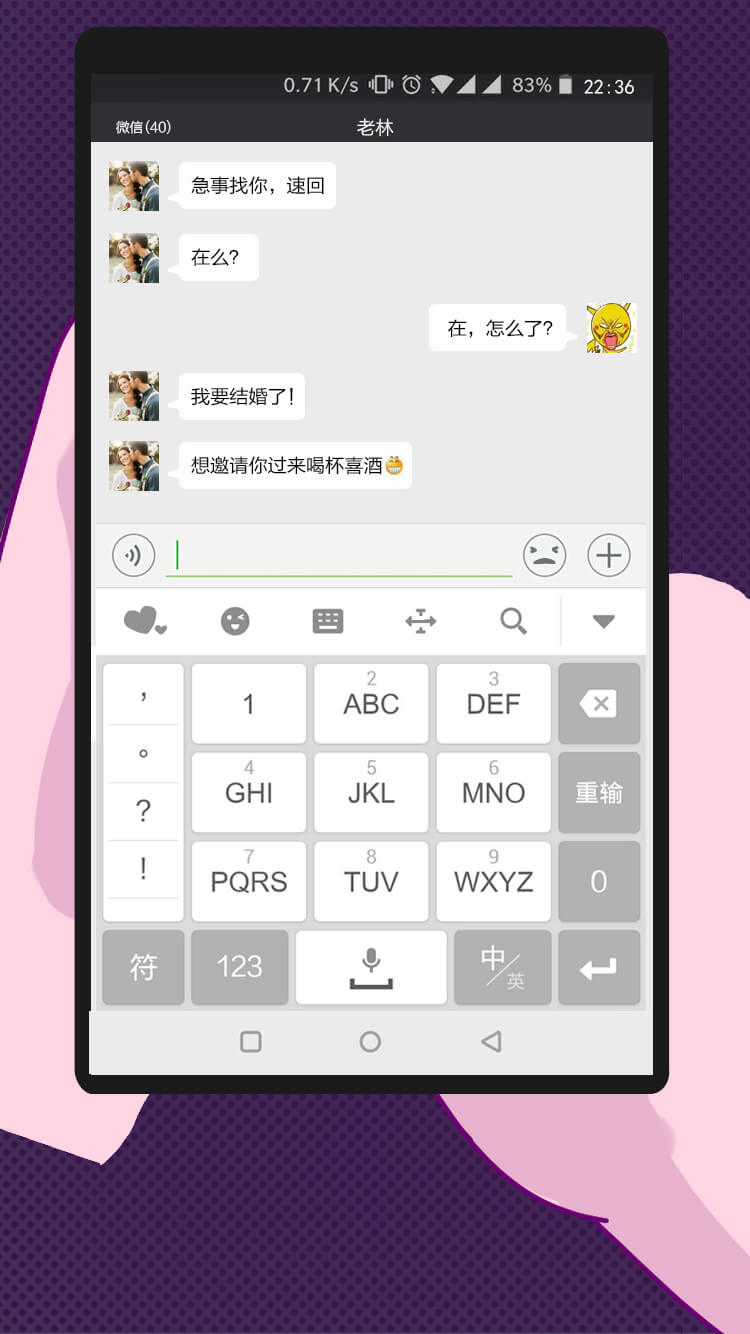 0.71 K/s 83% 22:36
微信(40) 老林
急事找你，速回
在么?
在，怎么了?
我要结婚了!
想邀请你过来喝杯喜酒😁
， 1 2 ABC 3 DEF
。 4 GHI 5 JKL 6 MNO 重输
?
! 7 PQRS 8 TUV 9 WXYZ 0
符 123 中/英